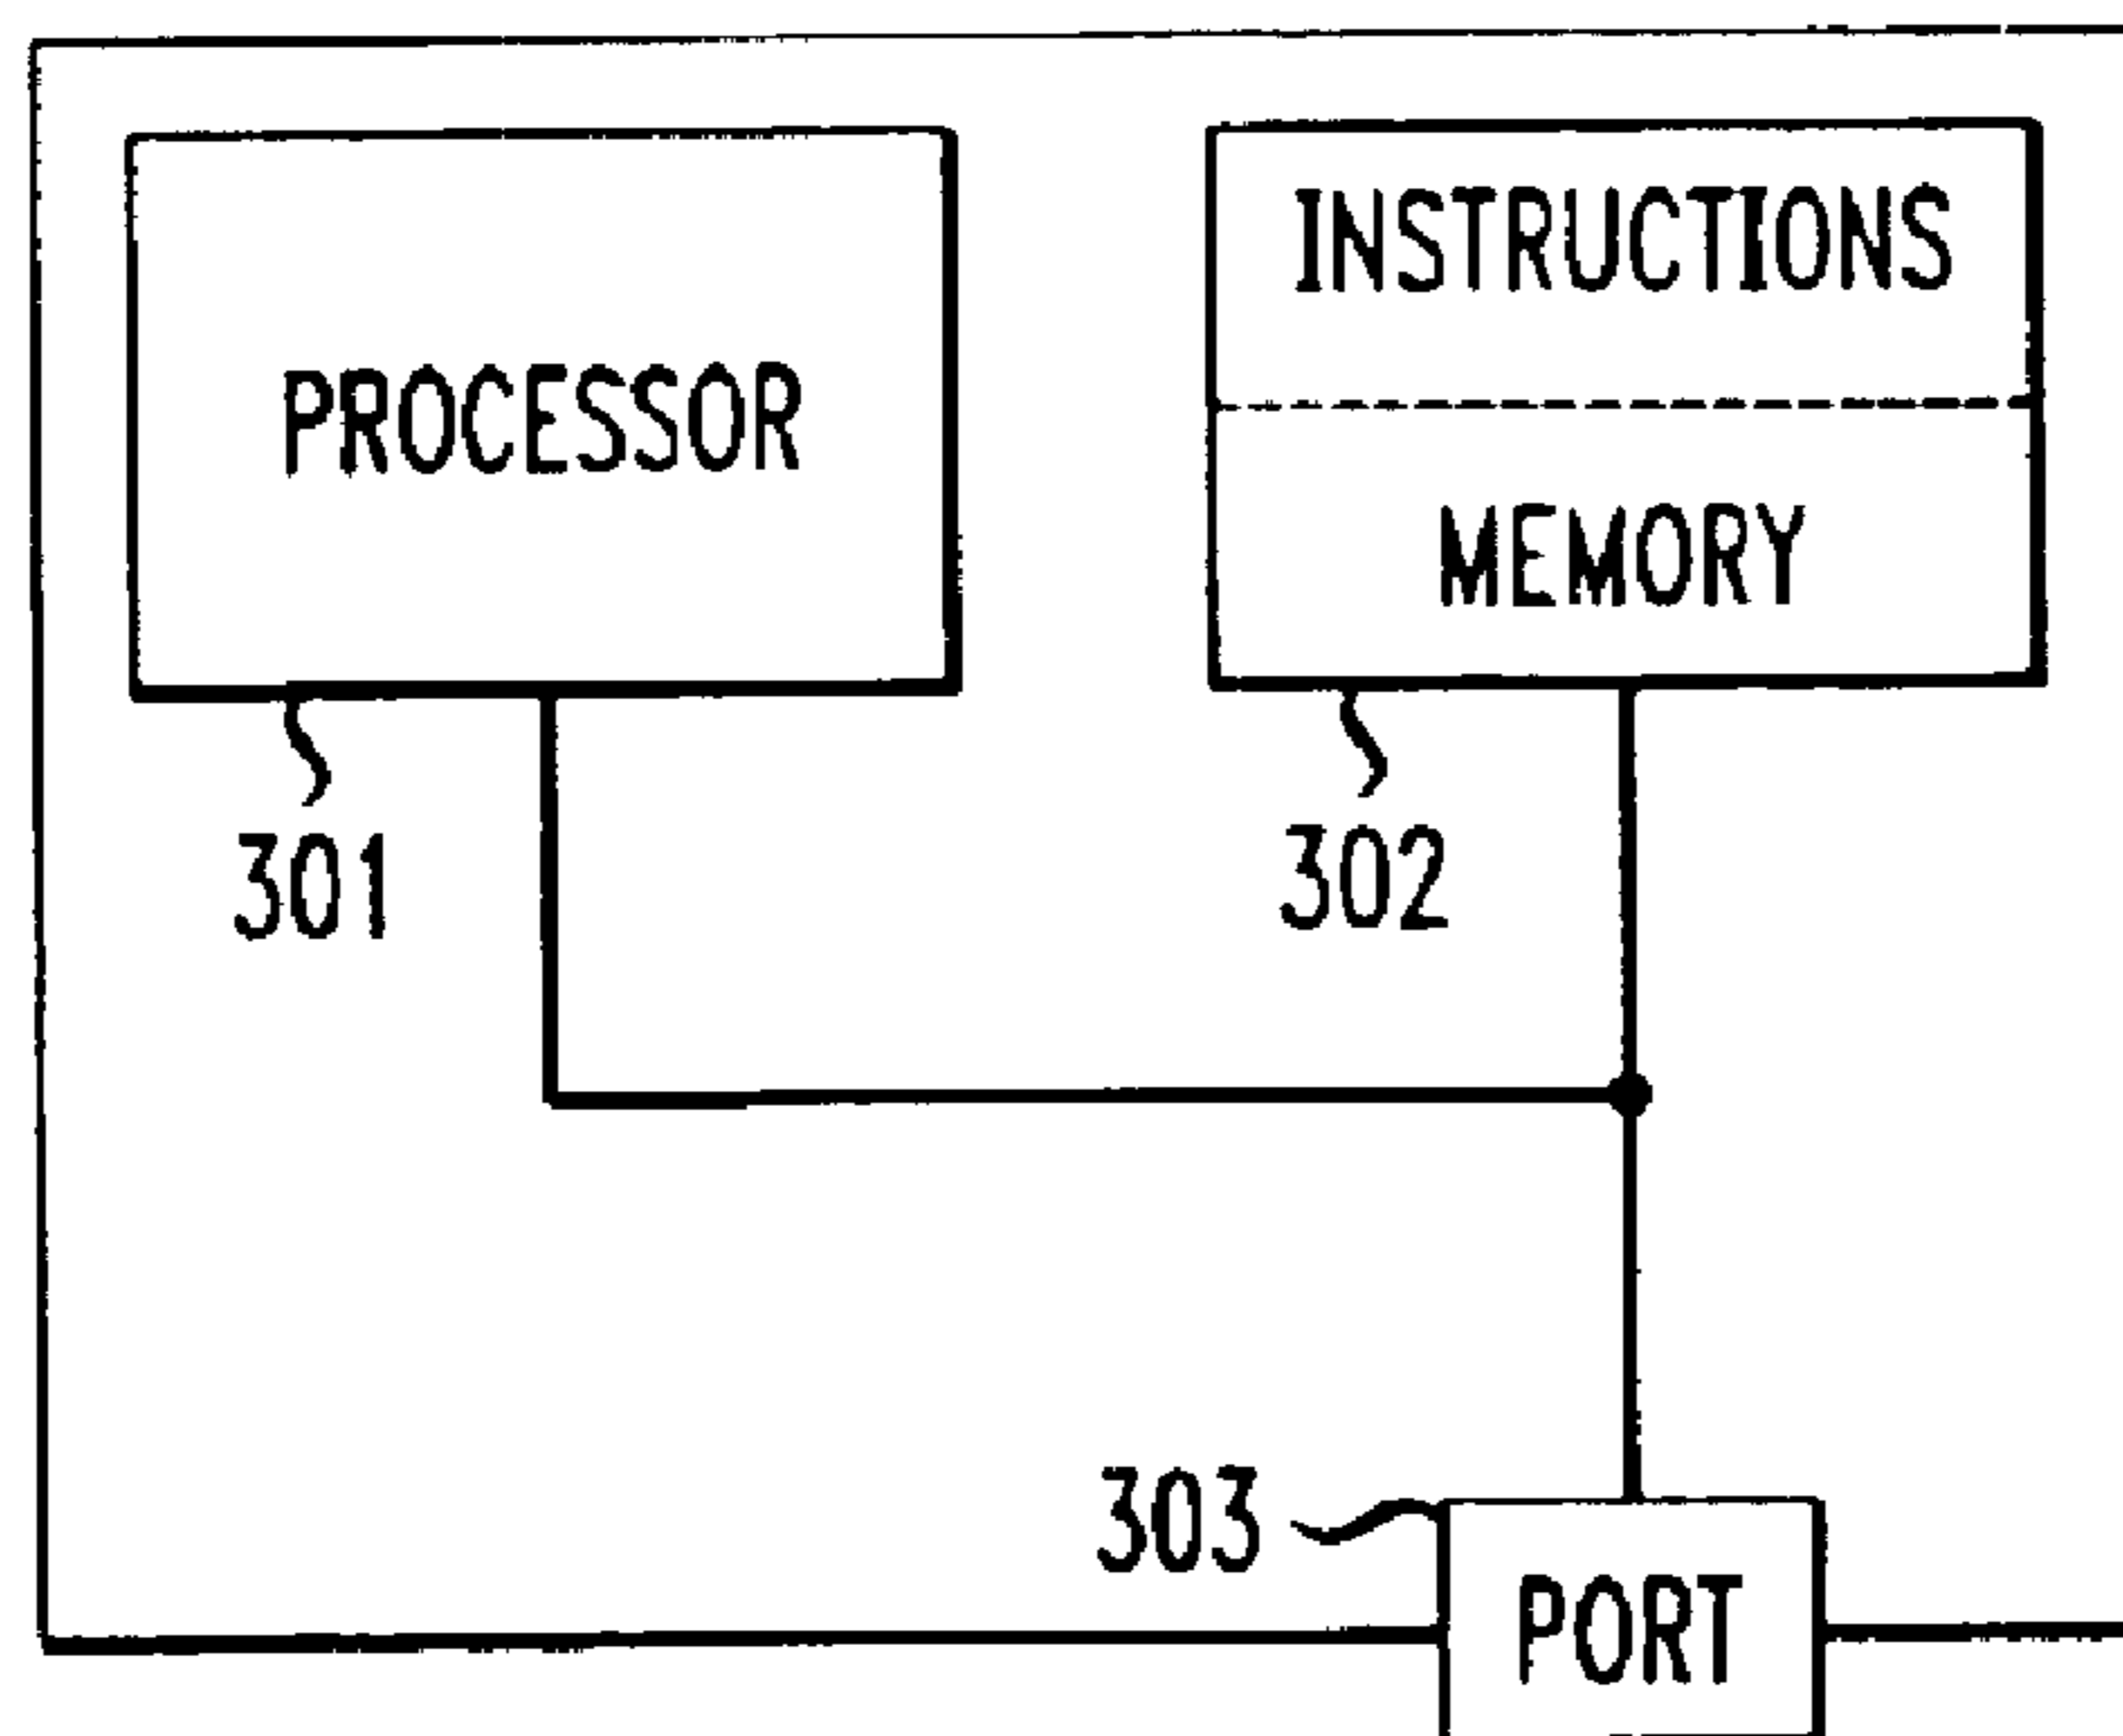 INSTRUCTIONS
PROCESSOR
MEMORY
301
302
303
PORT